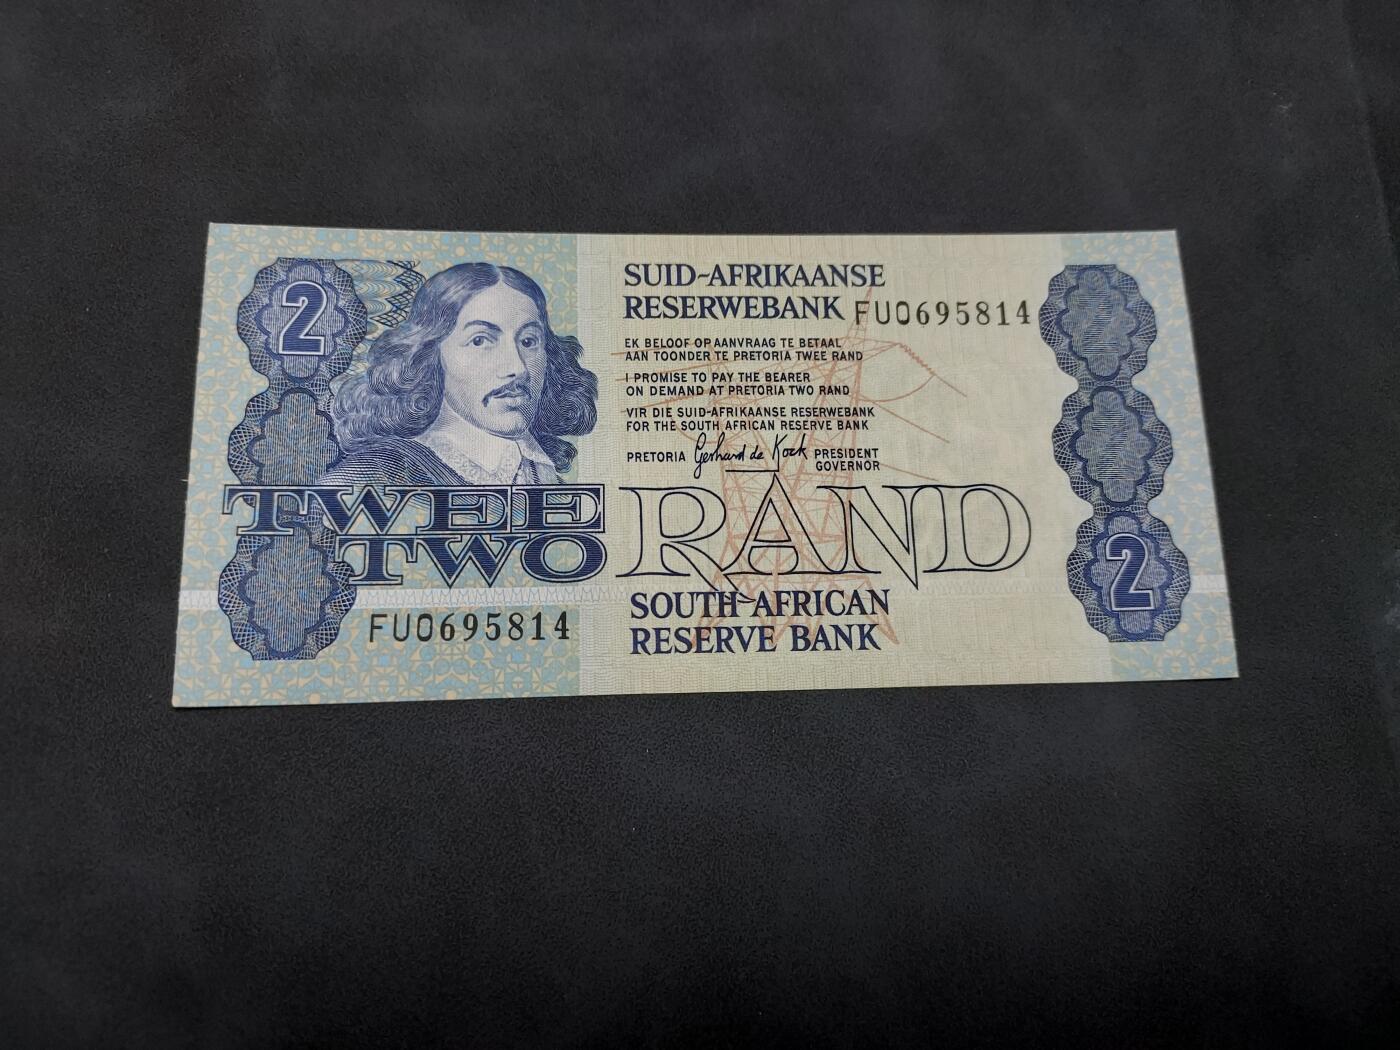 2
SUID-AFRIKAANSE
RESERWEBANK FU0695814
EK BELOOF OP AANVRAAG TE BETAAL
AAN TOONDER TE PRETORIA TWEE RAND
I PROMISE TO PAY THE BEARER
ON DEMAND AT PRETORIA TWO RAND
VIR DIE SUID-AFRIKAANSE RESERWEBANK
FOR THE SOUTH AFRICAN RESERVE BANK
PRETORIA Gerhard de Kock PRESIDENT
GOVERNOR
TWEE
TWO
RAND
2
FU0695814
SOUTH AFRICAN
RESERVE BANK